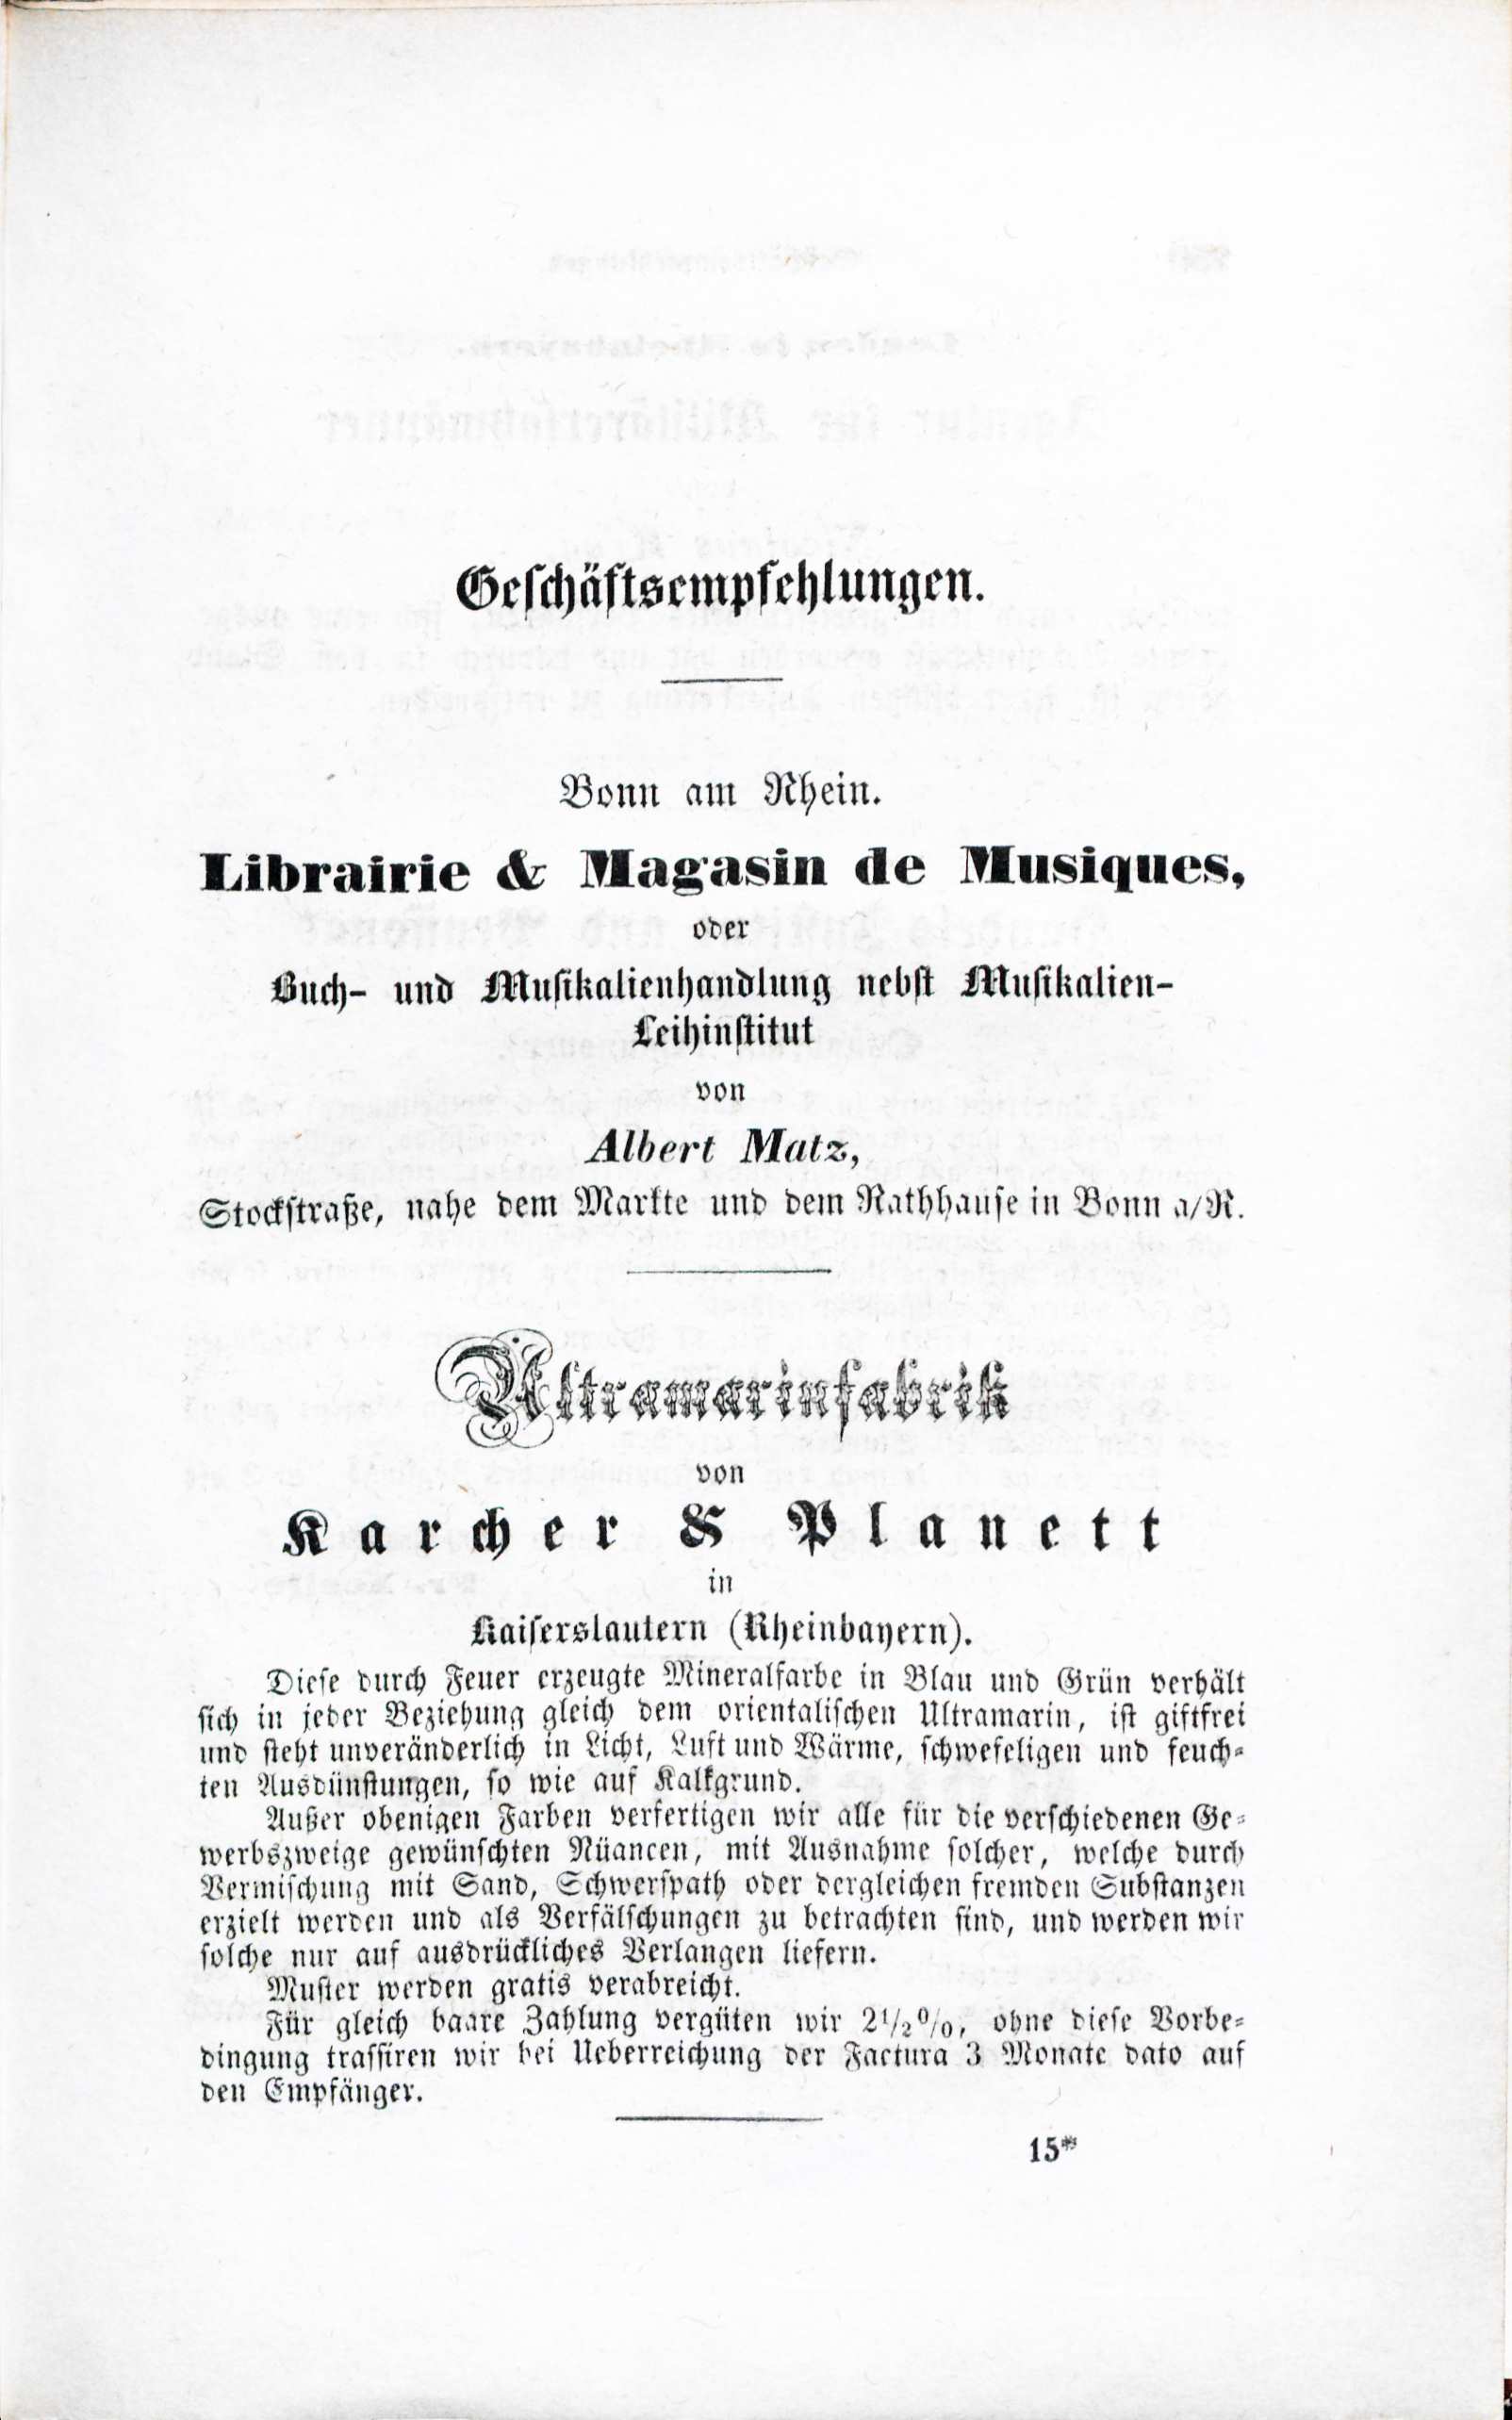 Geschäftsempfehlungen.
Bonn am Rhein.
Librairie & Magasin de Musiques,
oder
Buch- und Musikalienhandlung nebst Musikalien-
Leihinstitut
von
Albert Matz,
Stockstraße, nahe dem Markte und dem Rathhause in Bonn a/R.
Ultramarinfabrik
von
Karcher & Planett
in
Kaiserslautern (Rheinbayern).
Diese durch Feuer erzeugte Mineralfarbe in Blau und Grün verhält
sich in jeder Beziehung gleich dem orientalischen Ultramarin, ist giftfrei
und steht unveränderlich in Licht, Luft und Wärme, schwefeligen und feuch-
ten Ausdünstungen, so wie auf Kalkgrund.
Außer obenigen Farben verfertigen wir alle für die verschiedenen Ge-
werbszweige gewünschten Nüancen, mit Ausnahme solcher, welche durch
Vermischung mit Sand, Schwerspath oder dergleichen fremden Substanzen
erzielt werden und als Verfälschungen zu betrachten sind, und werden wir
solche nur auf ausdrückliches Verlangen liefern.
Muster werden gratis verabreicht.
Für gleich baare Zahlung vergüten wir 2½%, ohne diese Vorbe-
dingung trassiren wir bei Ueberreichung der Factura 3 Monate dato auf
den Empfänger.
15*